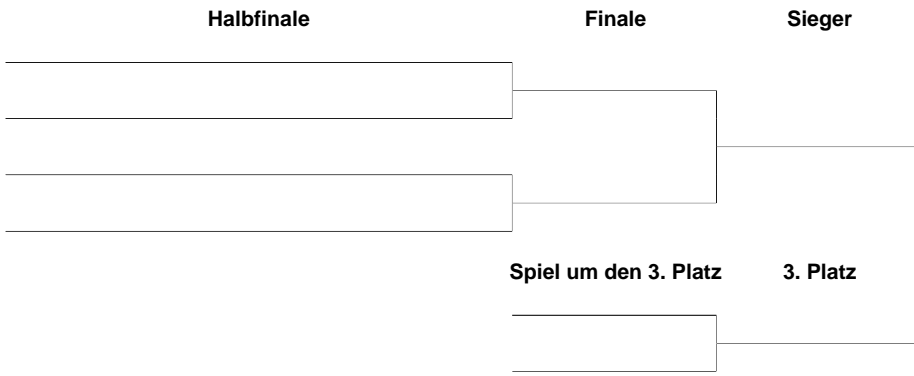 Halbfinale Finale Sieger
Spiel um den 3. Platz 3. Platz